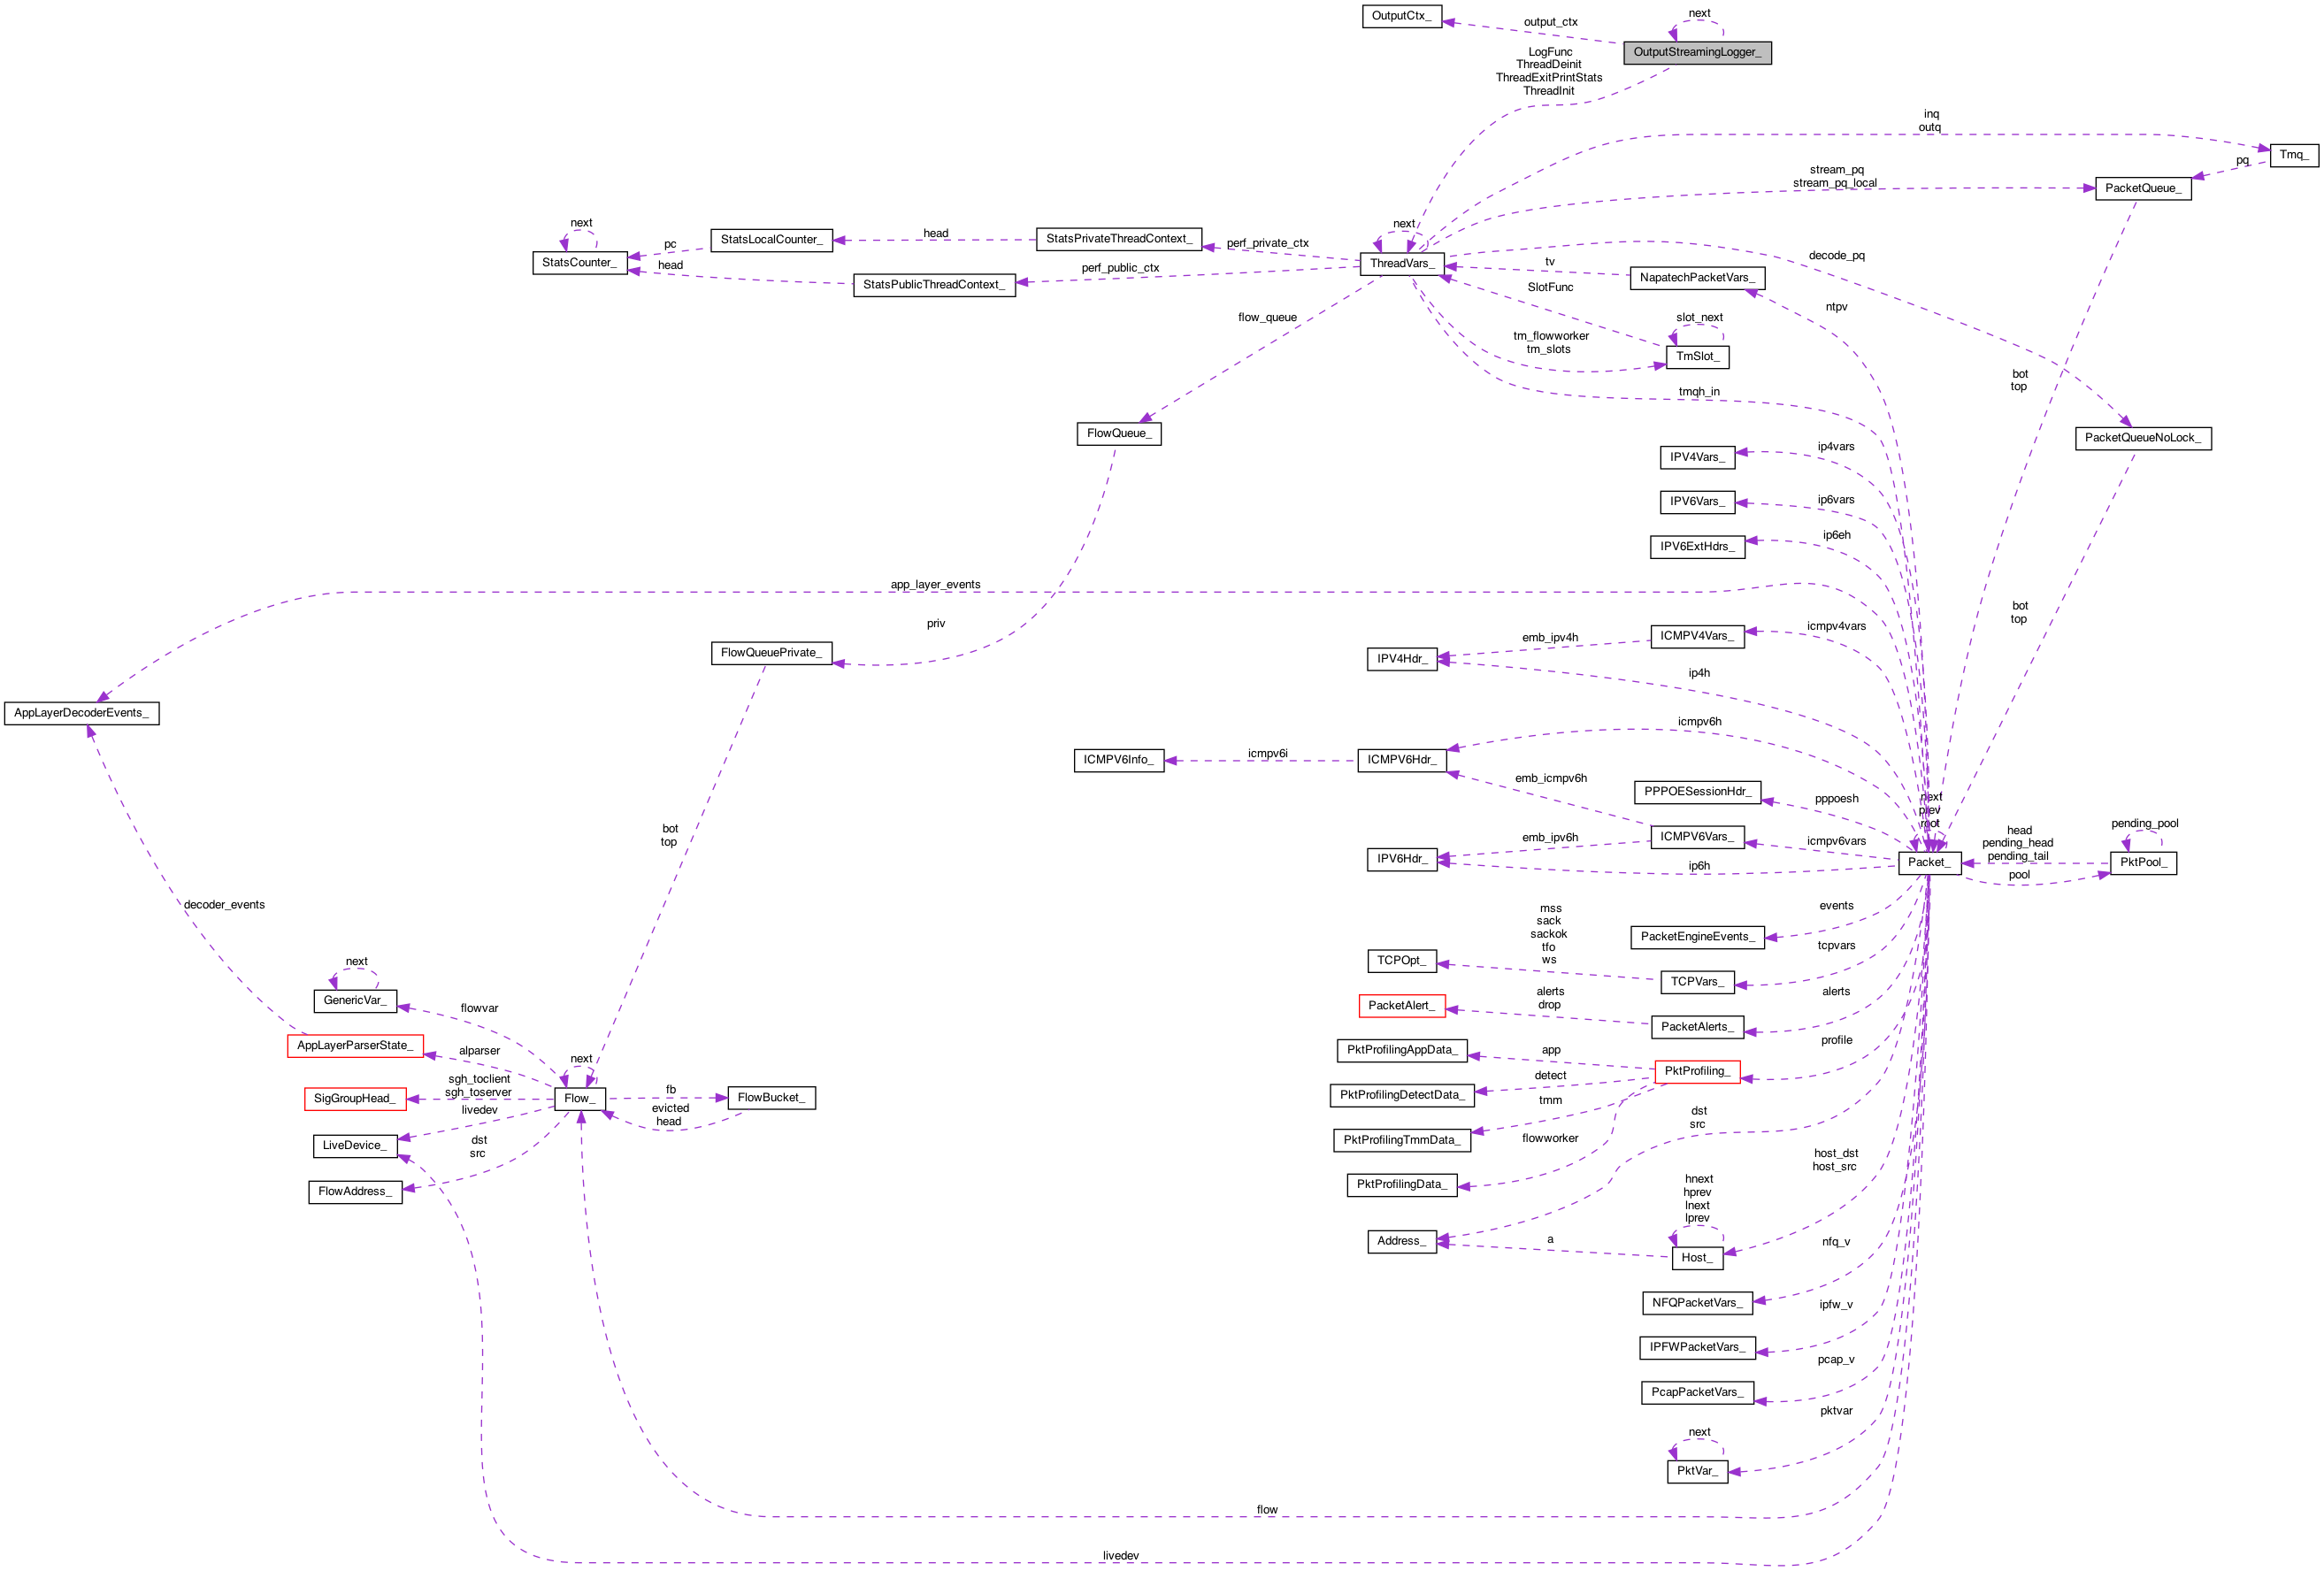 OutputCtx_
output_ctx
next
OutputStreamingLogger_
LogFunc
ThreadDeinit
ThreadExitPrintStats
ThreadInit
inq
outq
Tmq_
pq
stream_pq
stream_pq_local
PacketQueue_
next
StatsCounter_
pc
StatsLocalCounter_
head
StatsPrivateThreadContext_
perf_private_ctx
next
ThreadVars_
head
StatsPublicThreadContext_
perf_public_ctx
tv
NapatechPacketVars_
decode_pq
SlotFunc
ntpv
flow_queue
slot_next
tm_flowworker
tm_slots
TmSlot_
bot
top
tmqh_in
FlowQueue_
PacketQueueNoLock_
IPV4Vars_
ip4vars
IPV6Vars_
ip6vars
IPV6ExtHdrs_
ip6eh
app_layer_events
bot
top
priv
FlowQueuePrivate_
emb_ipv4h
ICMPV4Vars_
icmpv4vars
IPV4Hdr_
ip4h
AppLayerDecoderEvents_
icmpv6h
ICMPV6Info_
icmpv6i
ICMPV6Hdr_
emb_icmpv6h
PPPOESessionHdr_
pppoesh
next
prev
root
bot
top
emb_ipv6h
ICMPV6Vars_
icmpv6vars
IPV6Hdr_
ip6h
Packet_
head
pending_head
pending_tail
pool
pending_pool
PktPool_
decoder_events
mss
sack
sackok
tfo
ws
events
PacketEngineEvents_
tcpvars
TCPOpt_
TCPVars_
next
GenericVar_
flowvar
alerts
drop
alerts
PacketAlert_
PacketAlerts_
AppLayerParserState_
alparser
profile
PktProfilingAppData_
app
PktProfiling_
next
sgh_toclient
sgh_toserver
SigGroupHead_
Flow_
fb
FlowBucket_
evicted
head
detect
PktProfilingDetectData_
tmm
livedev
LiveDevice_
dst
src
dst
src
PktProfilingTmmData_
flowworker
host_dst
host_src
FlowAddress_
PktProfilingData_
hnext
hprev
lnext
lprev
Address_
a
Host_
nfq_v
NFQPacketVars_
ipfw_v
IPFWPacketVars_
pcap_v
PcapPacketVars_
pktvar
next
PktVar_
flow
livedev